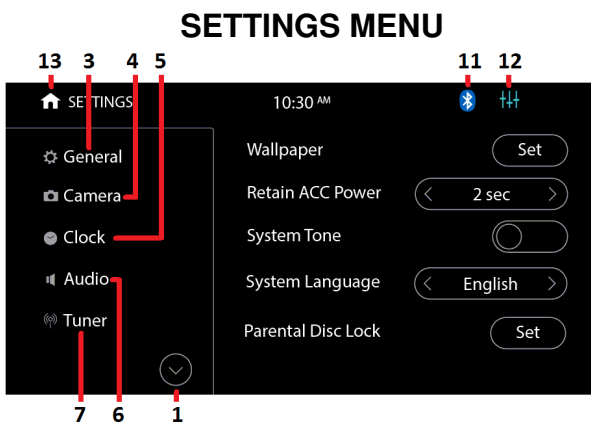 SETTINGS MENU
13 3 4 5 11 12
SETTINGS 10:30 AM
General
Camera
Clock
Audio
Tuner
Wallpaper Set
Retain ACC Power 2 sec
System Tone
System Language English
Parental Disc Lock Set
7 6 1